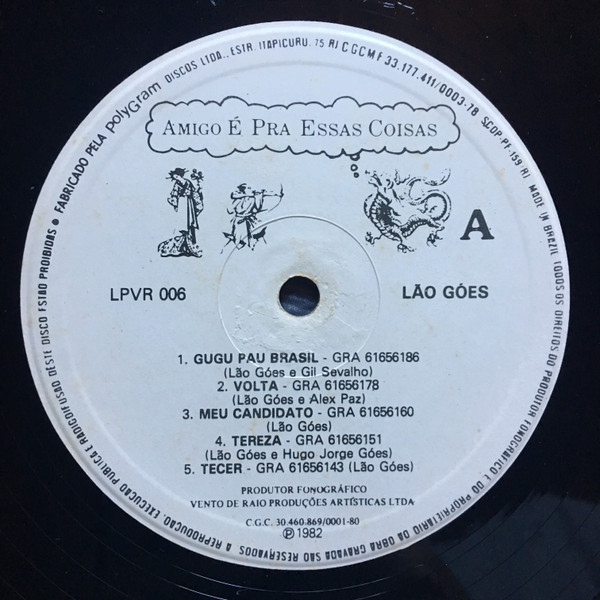 FABRICADO PELA polyGram DISCOS LTDA., ESTR. ITAPICURU, 75 RJ CGCMF 33.177.411/0003-78 SCDP-PF-159/RJ MADE IN BRAZIL TODOS OS DIREITOS DO PRODUTOR FONOGRÁFICO E DO PROPRIETÁRIO DA OBRA GRAVADA SÃO RESERVADOS. A REPRODUÇÃO, EXECUÇÃO PÚBLICA E RADIODIFUSÃO DESTE DISCO ESTÃO PROIBIDAS •
AMIGO É PRA ESSAS COISAS
A
LPVR 006
LÃO GÓES
1. GUGU PAU BRASIL - GRA 61656186
(Lão Góes e Gil Sevalho)
2. VOLTA - GRA 61656178
(Lão Góes e Alex Paz)
3. MEU CANDIDATO - GRA 61656160
(Lão Góes)
4. TEREZA - GRA 61656151
(Lão Góes e Hugo Jorge Góes)
5. TECER - GRA 61656143 (Lão Góes)
PRODUTOR FONOGRÁFICO
VENTO DE RAIO PRODUÇÕES ARTÍSTICAS LTDA
C.G.C. 30.460.869/0001-80
℗ 1982